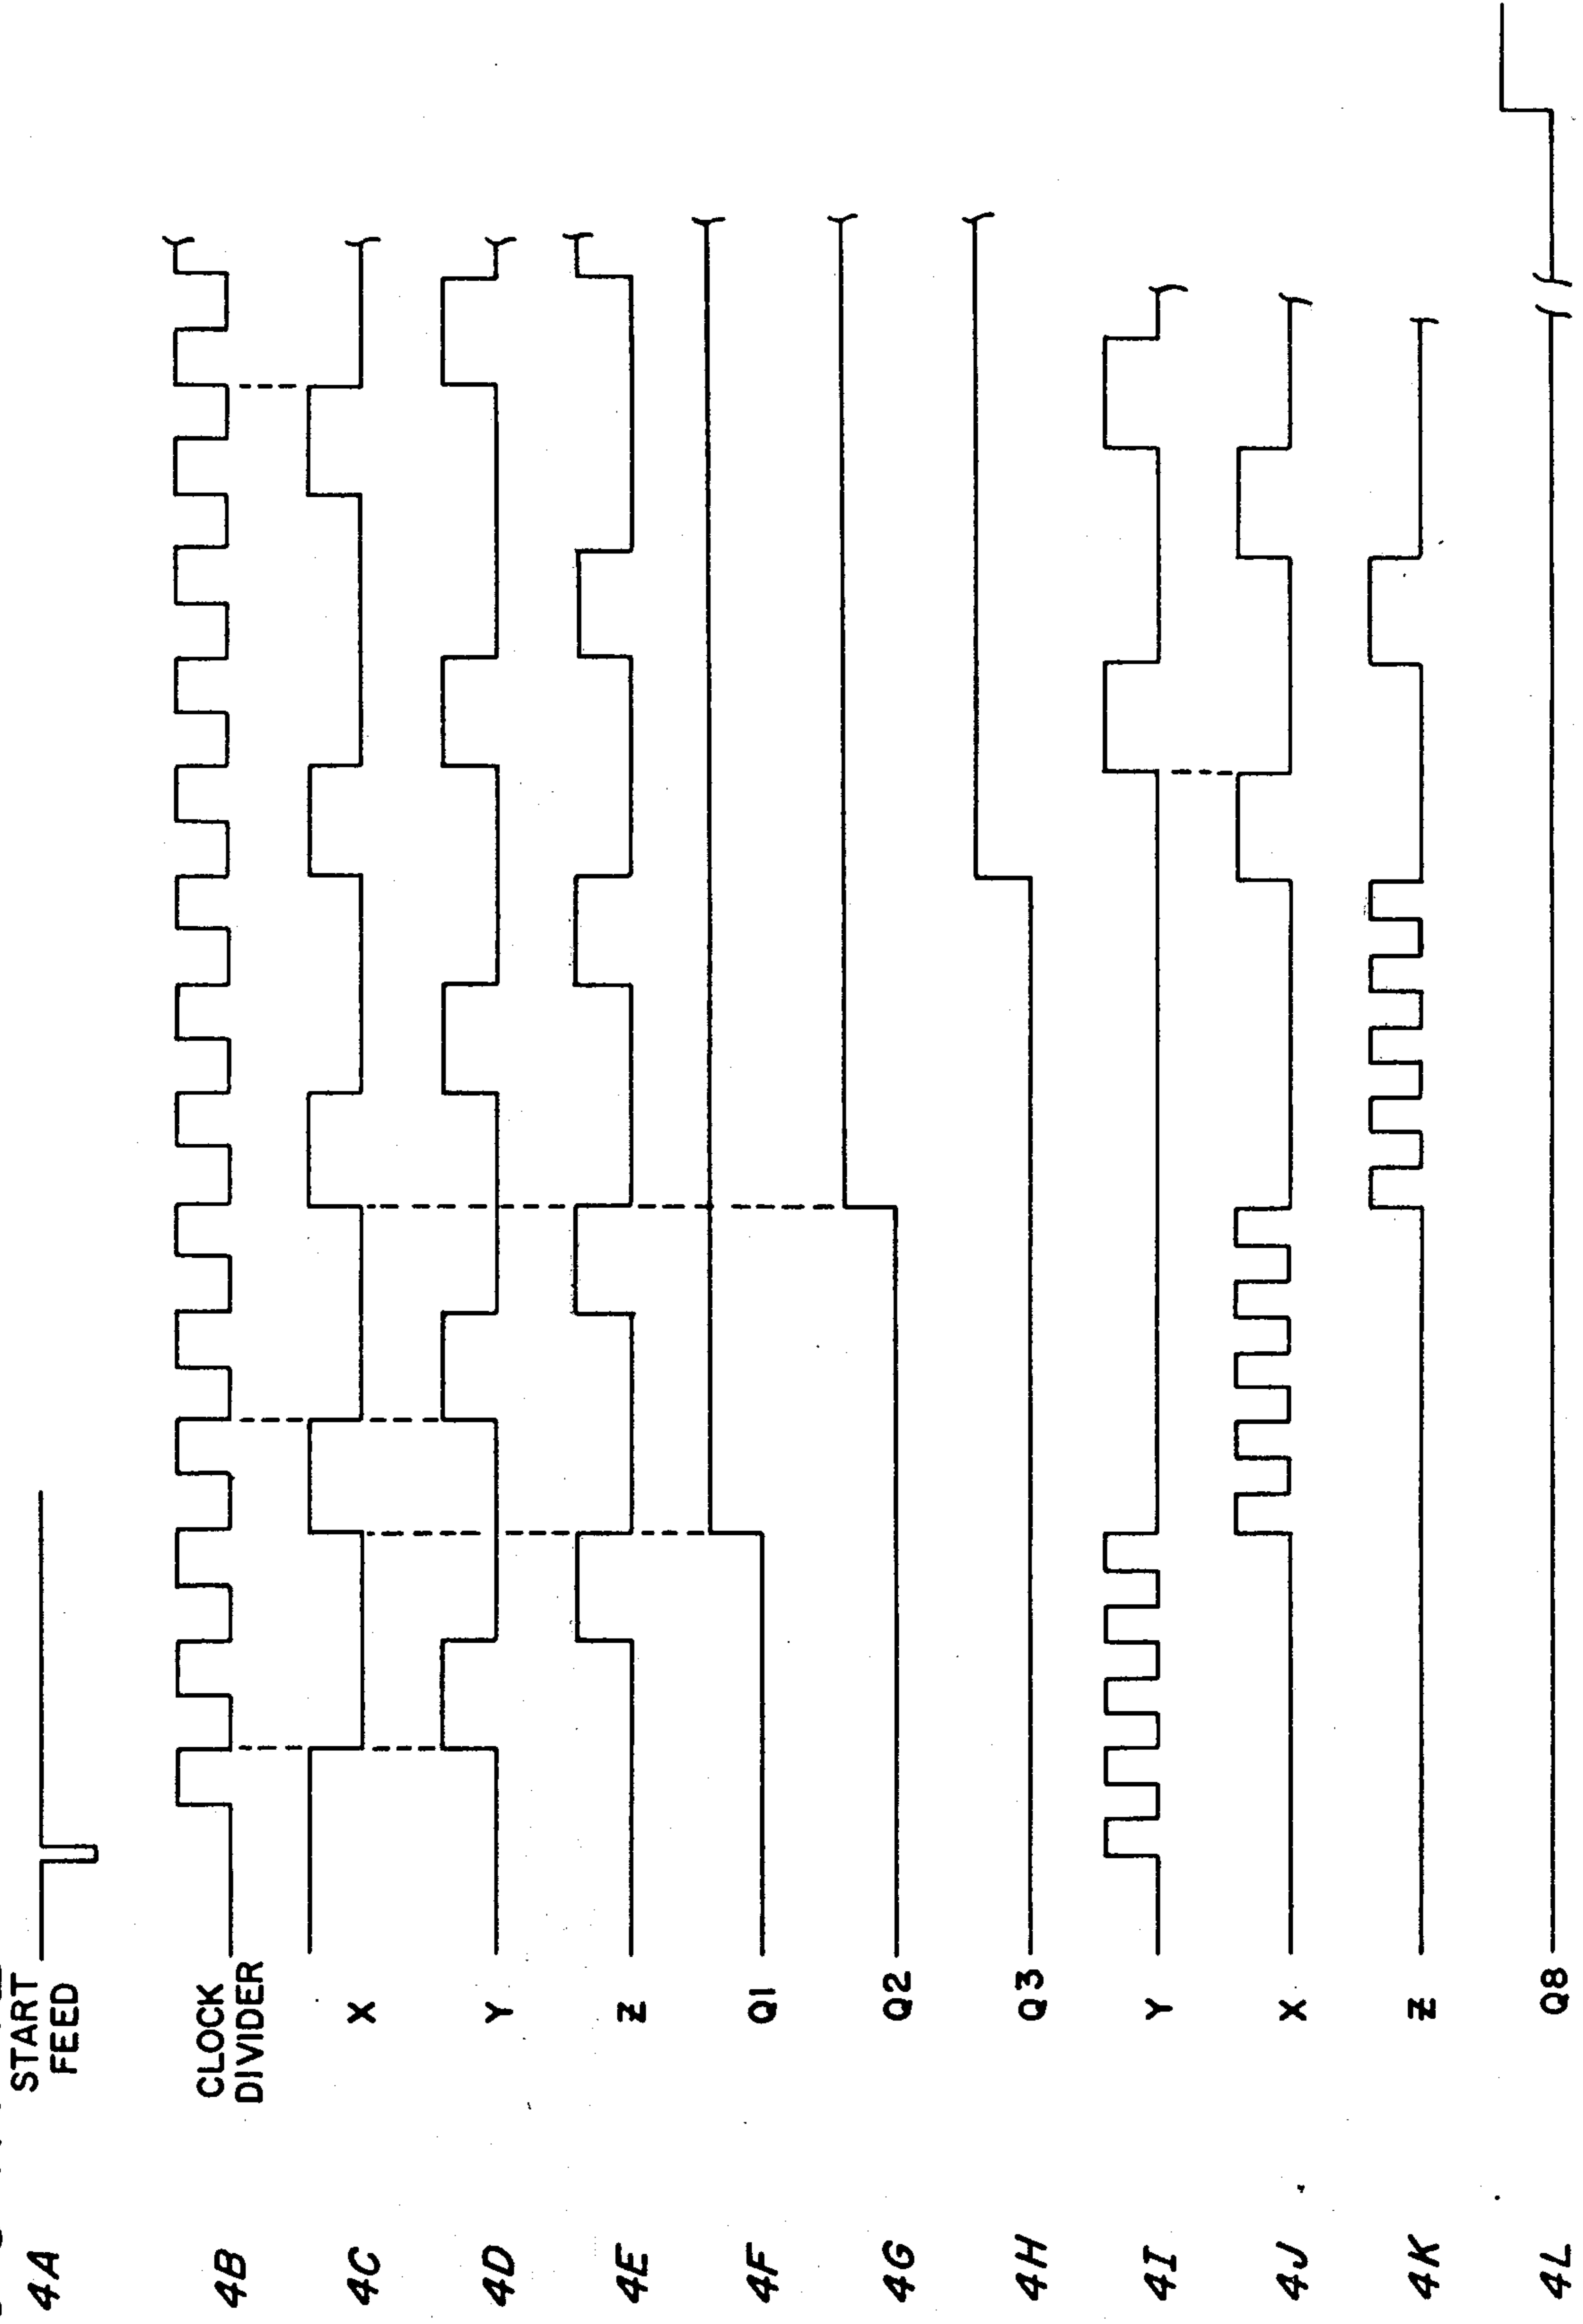 4A START
FEED
4B CLOCK
DIVIDER
4C X
4D Y
4E Z
4F Q1
4G Q2
4H Q3
4I Y
4J X
4K Z
4L Q8